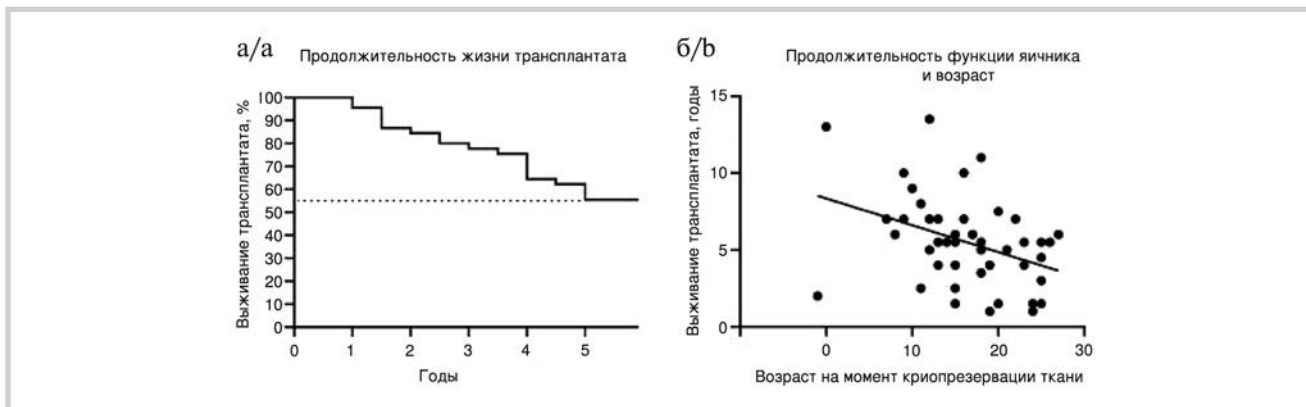 а/a
Продолжительность жизни трансплантата
Выживание трансплантата, %
100
90
80
70
60
50
40
30
20
10
0
0 1 2 3 4 5
Годы
б/b
Продолжительность функции яичника
и возраст
Выживание трансплантата, годы
15
10
5
0
0 10 20 30
Возраст на момент криопрезервации ткани